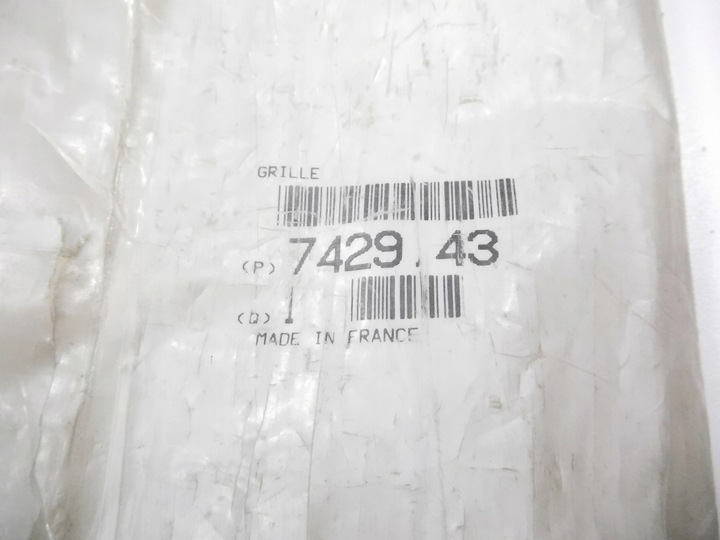 GRILLE
(P) 7429.43
(Q) 1
MADE IN FRANCE